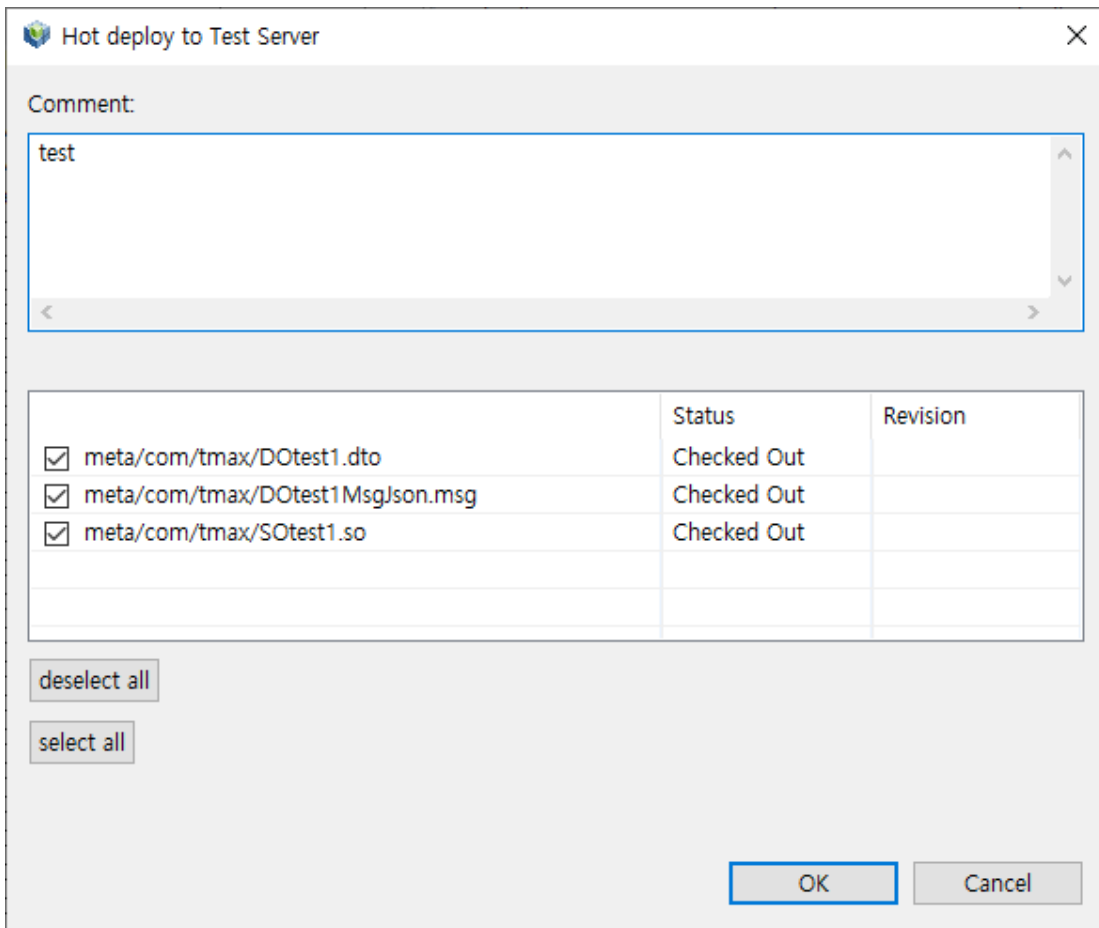 Hot deploy to Test Server
Comment:
test
Status Revision
meta/com/tmax/DOtest1.dto Checked Out
meta/com/tmax/DOtest1MsgJson.msg Checked Out
meta/com/tmax/SOtest1.so Checked Out
deselect all
select all
OK Cancel